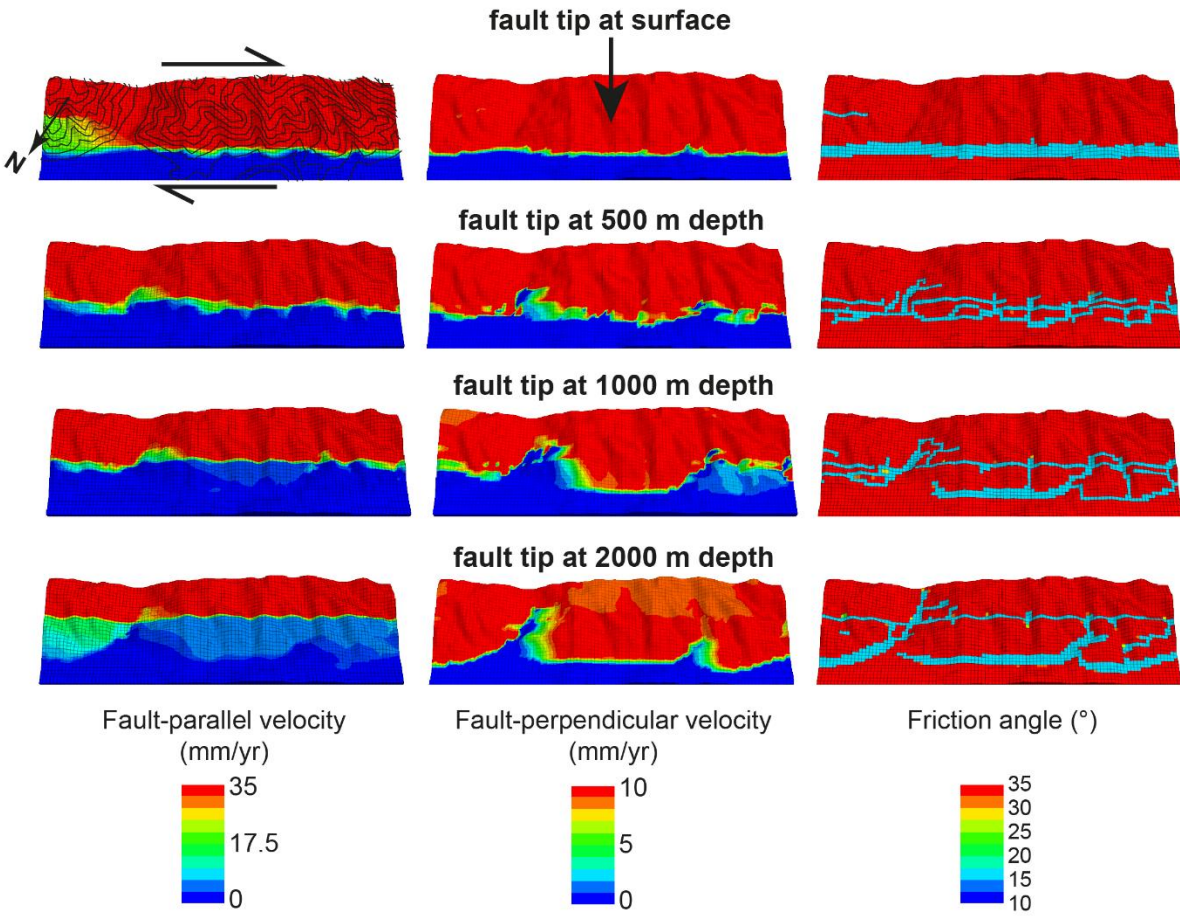 fault tip at surface
N
fault tip at 500 m depth
fault tip at 1000 m depth
fault tip at 2000 m depth
Fault-parallel velocity
(mm/yr)
35
17.5
0
Fault-perpendicular velocity
(mm/yr)
10
5
0
Friction angle (°)
35
30
25
20
15
10